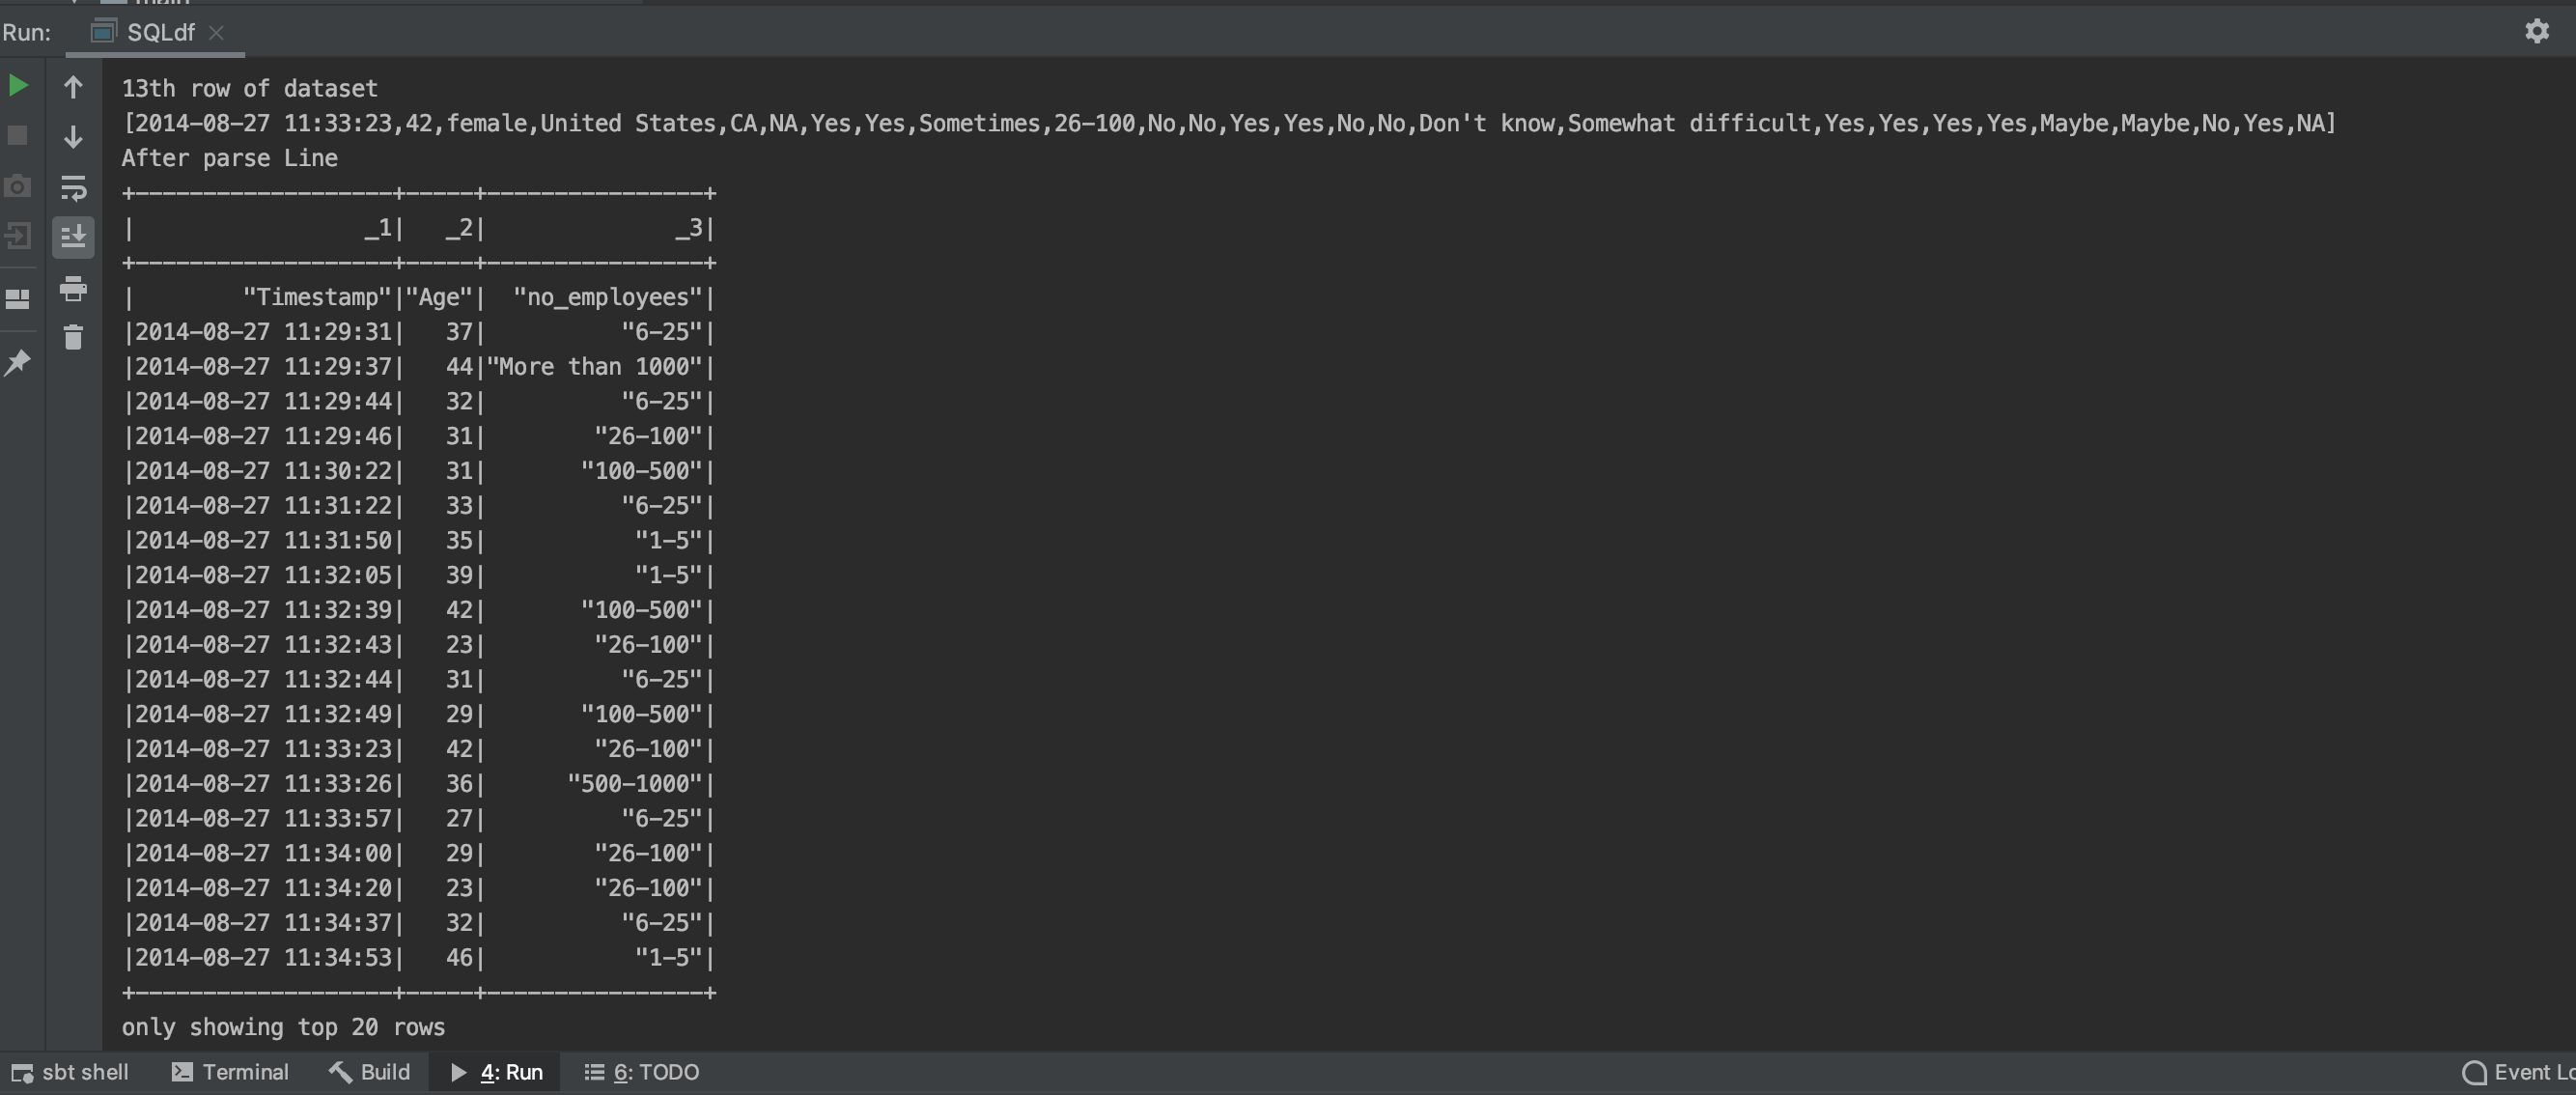 main
Run: SQLdf
13th row of dataset
[2014-08-27 11:33:23,42,female,United States,CA,NA,Yes,Yes,Sometimes,26-100,No,No,Yes,Yes,No,No,Don't know,Somewhat difficult,Yes,Yes,Yes,Yes,Maybe,Maybe,No,Yes,NA]
After parse Line
+-------------------+-----+----------------+
|                 _1|   _2|              _3|
+-------------------+-----+----------------+
|        "Timestamp"|"Age"|  "no_employees"|
|2014-08-27 11:29:31|   37|          "6-25"|
|2014-08-27 11:29:37|   44|"More than 1000"|
|2014-08-27 11:29:44|   32|          "6-25"|
|2014-08-27 11:29:46|   31|        "26-100"|
|2014-08-27 11:30:22|   31|       "100-500"|
|2014-08-27 11:31:22|   33|          "6-25"|
|2014-08-27 11:31:50|   35|           "1-5"|
|2014-08-27 11:32:05|   39|           "1-5"|
|2014-08-27 11:32:39|   42|       "100-500"|
|2014-08-27 11:32:43|   23|        "26-100"|
|2014-08-27 11:32:44|   31|          "6-25"|
|2014-08-27 11:32:49|   29|       "100-500"|
|2014-08-27 11:33:23|   42|        "26-100"|
|2014-08-27 11:33:26|   36|      "500-1000"|
|2014-08-27 11:33:57|   27|          "6-25"|
|2014-08-27 11:34:00|   29|        "26-100"|
|2014-08-27 11:34:20|   23|        "26-100"|
|2014-08-27 11:34:37|   32|          "6-25"|
|2014-08-27 11:34:53|   46|           "1-5"|
+-------------------+-----+----------------+
only showing top 20 rows
sbt shell Terminal Build 4: Run 6: TODO Event Lo